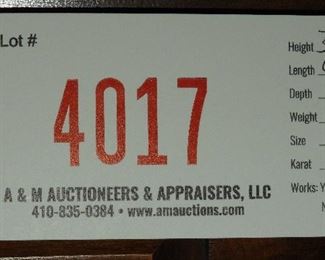 Lot #
4017
Height
Length
Depth
Weight
Size
Karat
Works: Y
N
A & M AUCTIONEERS & APPRAISERS, LLC
410-835-0384 • www.amauctions.com